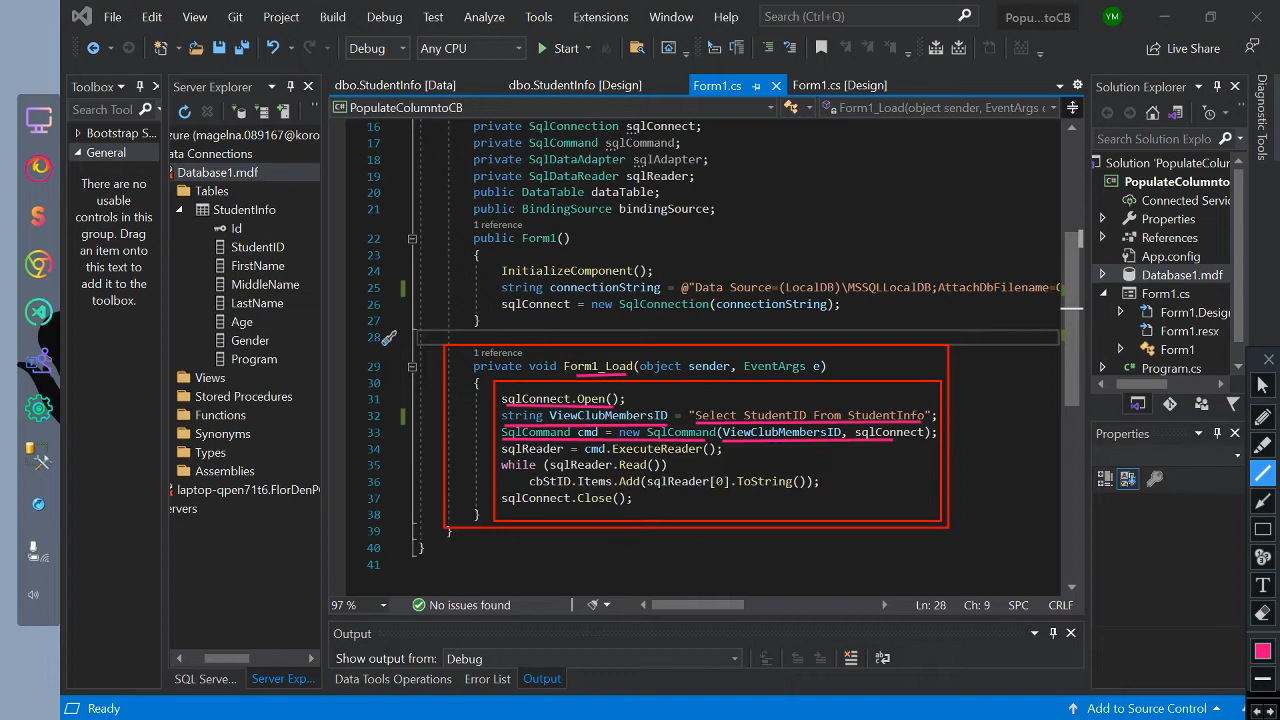 File Edit View Git Project Build Debug Test Analyze Tools Extensions Window Help Search (Ctrl+Q) Popu...toCB YM
Debug Any CPU Start Live Share
Toolbox
Search Tool
Bootstrap S...
General
There are no
usable
controls in this
group. Drag
an item onto
this text to
add it to the
toolbox.
Server Explorer
zure (magelna.089167@koro
ata Connections
Database1.mdf
Tables
StudentInfo
Id
StudentID
FirstName
MiddleName
LastName
Age
Gender
Program
Views
Stored Procedures
Functions
Synonyms
Types
Assemblies
laptop-qpen71t6.FlorDenP
ervers
SQL Serve... Server Exp...
dbo.StudentInfo [Data] dbo.StudentInfo [Design] Form1.cs Form1.cs [Design]
PopulateColumntoCB Form1_Load(object sender, EventArgs e
16 private SqlConnection sqlConnect;
17 private SqlCommand sqlCommand;
18 private SqlDataAdapter sqlAdapter;
19 private SqlDataReader sqlReader;
20 public DataTable dataTable;
21 public BindingSource bindingSource;
1 reference
22 public Form1()
23 {
24 InitializeComponent();
25 string connectionString = @"Data Source=(LocalDB)\MSSQLLocalDB;AttachDbFilename=C
26 sqlConnect = new SqlConnection(connectionString);
27 }
28
1 reference
29 private void Form1_Load(object sender, EventArgs e)
30 {
31 sqlConnect.Open();
32 string ViewClubMembersID = "Select StudentID From StudentInfo";
33 SqlCommand cmd = new SqlCommand(ViewClubMembersID, sqlConnect);
34 sqlReader = cmd.ExecuteReader();
35 while (sqlReader.Read())
36 cbStID.Items.Add(sqlReader[0].ToString());
37 sqlConnect.Close();
38 }
39 }
40 }
41
97 % No issues found Ln: 28 Ch: 9 SPC CRLF
Output
Show output from: Debug
Data Tools Operations Error List Output
Solution Explorer
Search Solution Explo
Solution 'PopulateColur
PopulateColumnto
Connected Servic
Properties
References
App.config
Database1.mdf
Form1.cs
Form1.Design
Form1.resx
Form1
Program.cs
Properties
Diagnostic Tools
Ready Add to Source Control